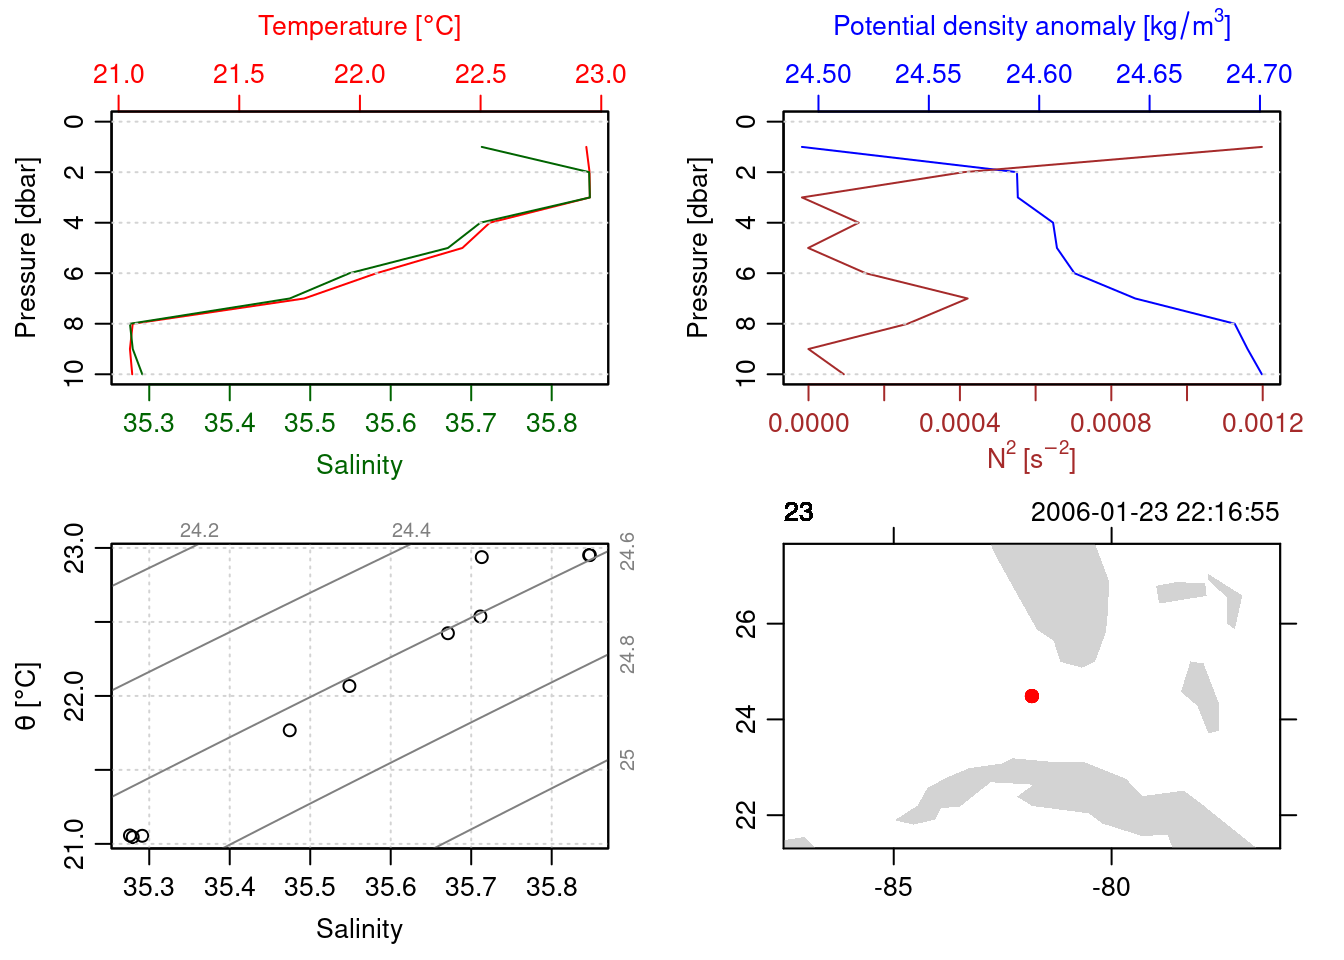 Temperature [°C]
21.0 21.5 22.0 22.5 23.0
Pressure [dbar]
0 2 4 6 8 10
35.3 35.4 35.5 35.6 35.7 35.8
Salinity
Potential density anomaly [kg/m³]
24.50 24.55 24.60 24.65 24.70
Pressure [dbar]
0 2 4 6 8 10
0.0000 0.0004 0.0008 0.0012
N² [s⁻²]
24.2 24.4
24.6
24.8
25
θ [°C]
21.0 22.0 23.0
35.3 35.4 35.5 35.6 35.7 35.8
Salinity
23 2006-01-23 22:16:55
26
24
22
-85 -80